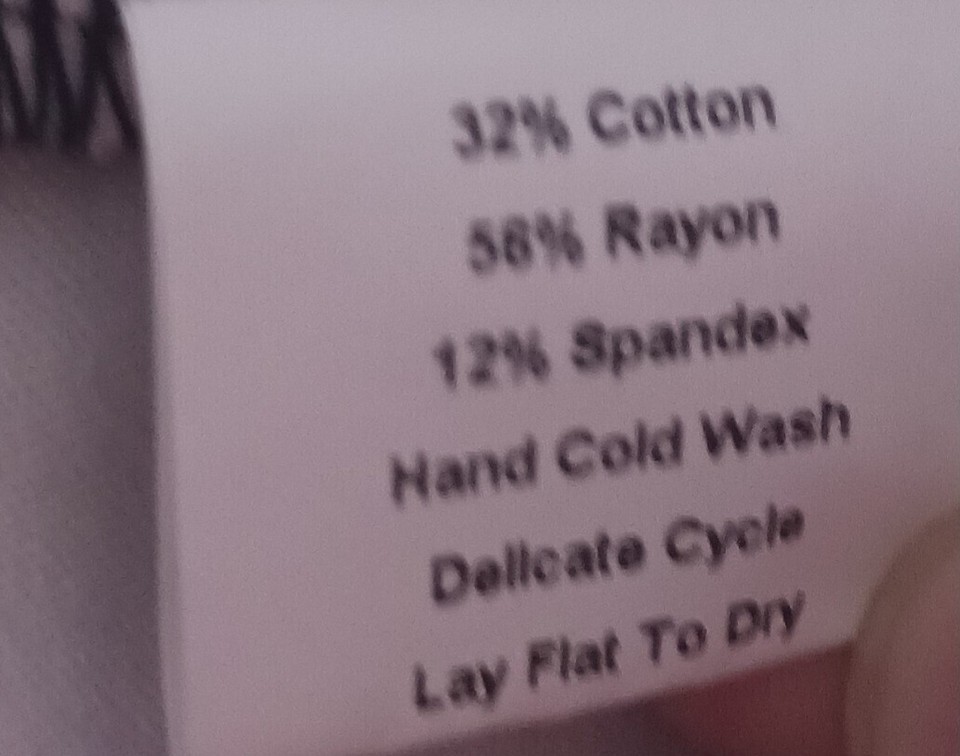 32% Cotton
56% Rayon
12% Spandex
Hand Cold Wash
Delicate Cycle
Lay Flat To Dry